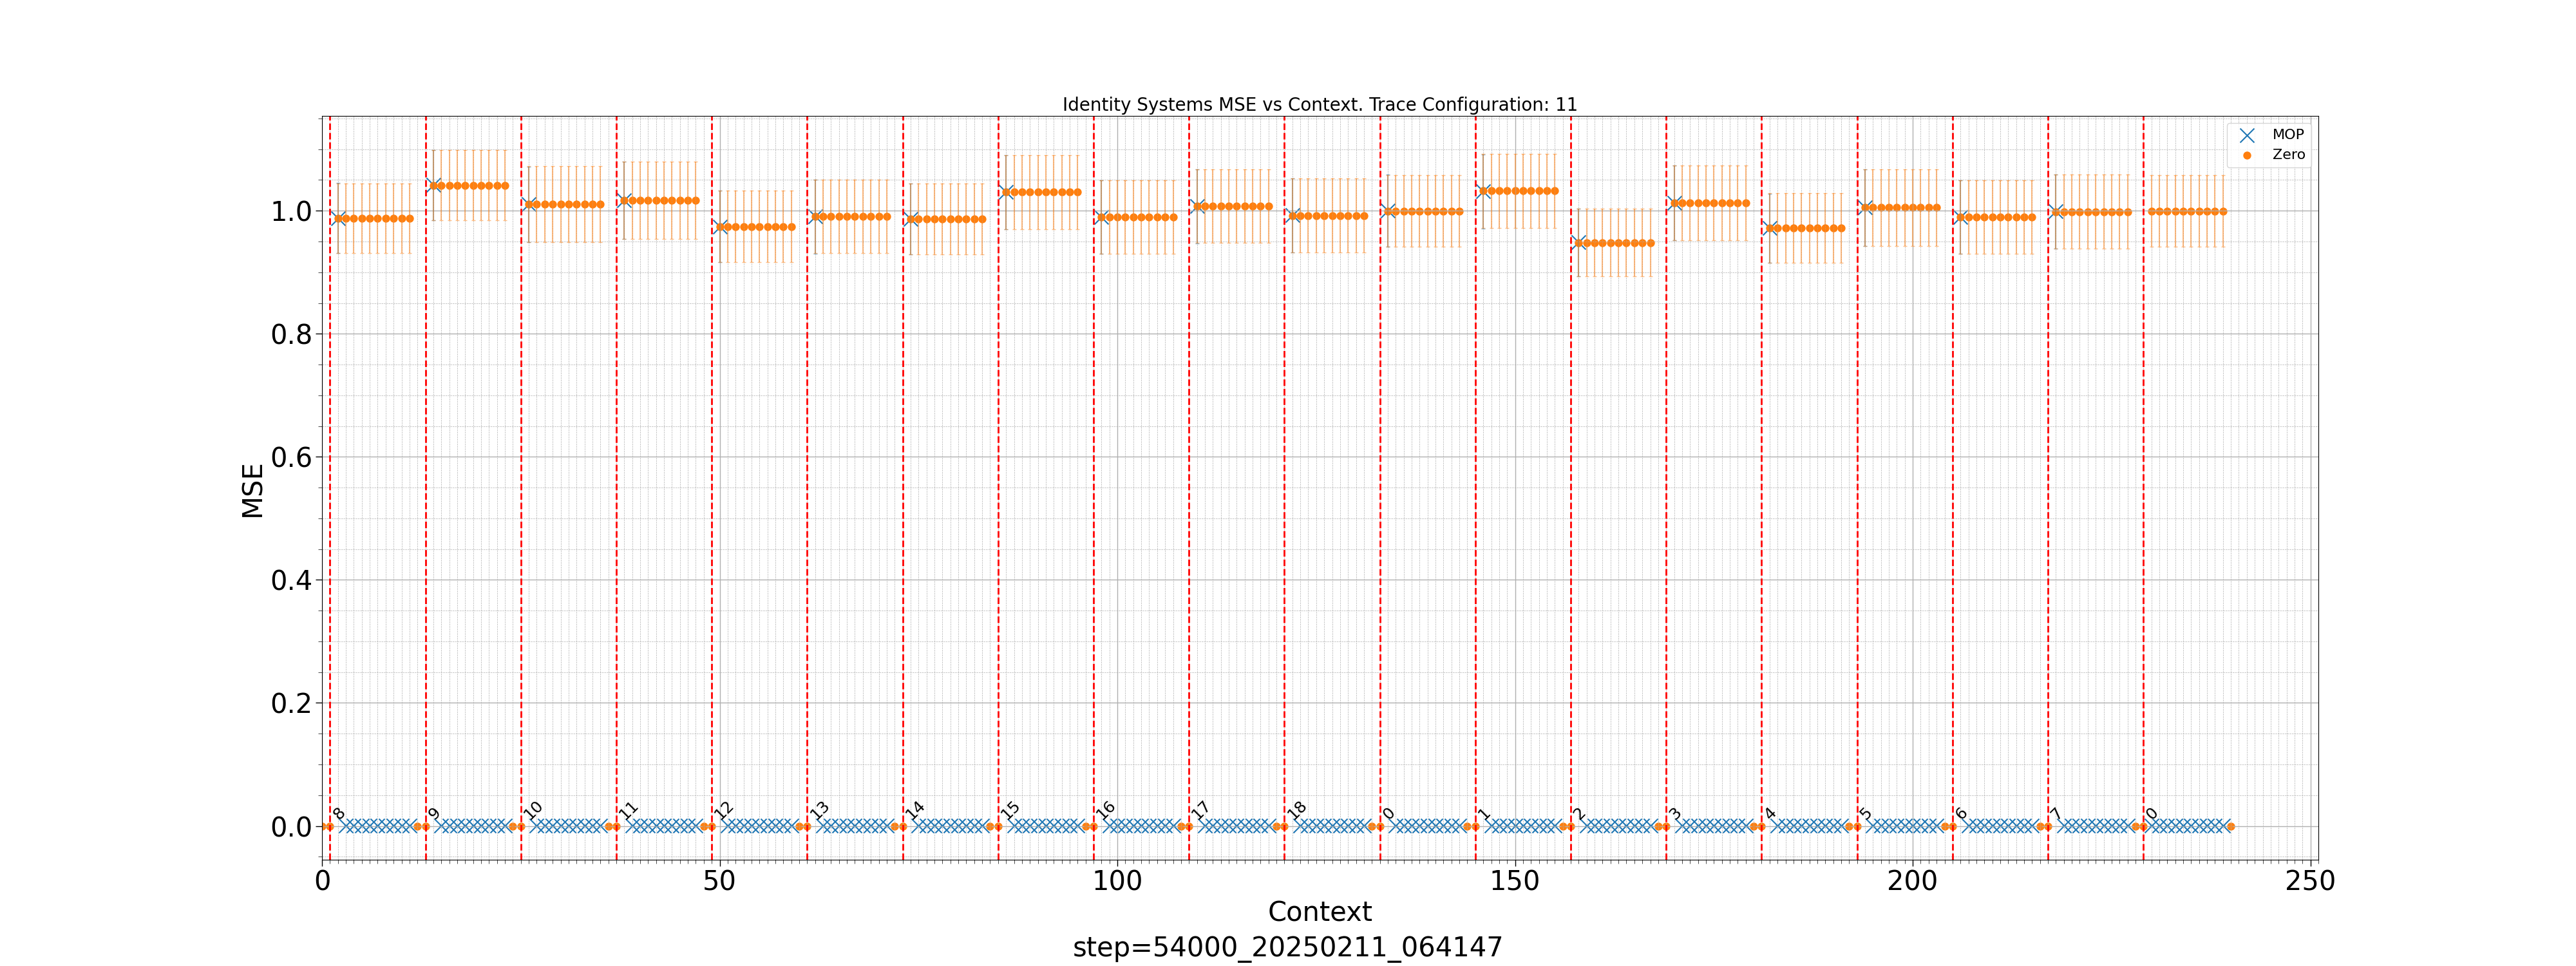 Identity Systems MSE vs Context. Trace Configuration: 11
MOP
Zero
MSE
1.0
0.8
0.6
0.4
0.2
0.0
8 9 10 11 12 13 14 15 16 17 18 0 1 2 3 4 5 6 7 0
0 50 100 150 200 250
Context
step=54000_20250211_064147